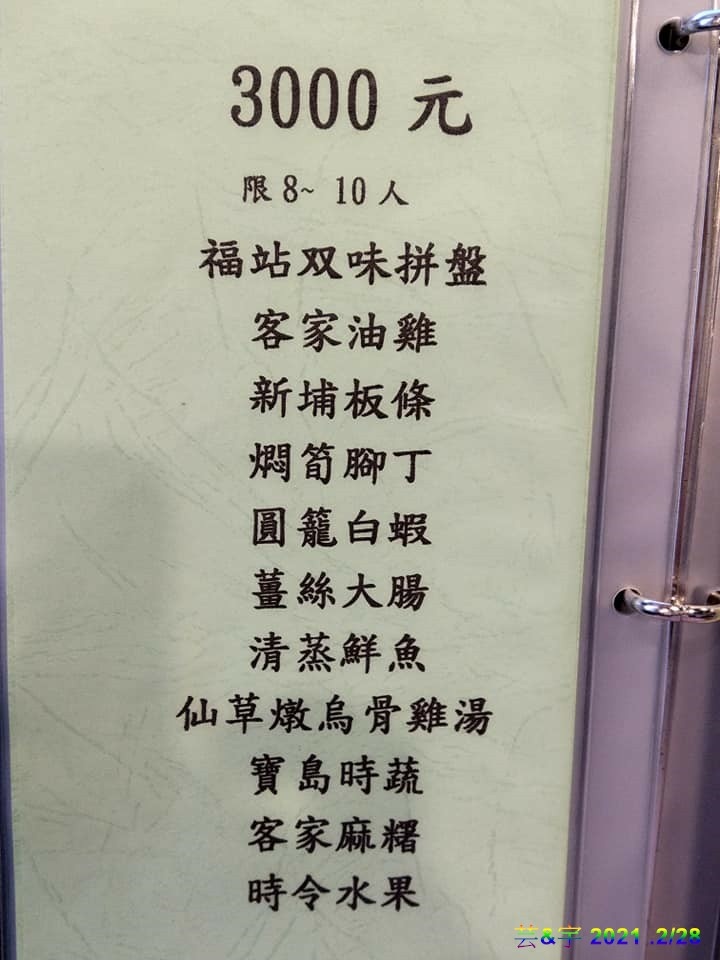 3000 元
限 8~ 10 人
福站双味拼盤
客家油雞
新埔板條
燜筍腳丁
圓籠白蝦
薑絲大腸
清蒸鮮魚
仙草燉烏骨雞湯
寶島時蔬
客家麻糬
時令水果
芸&宇 2021 .2/28